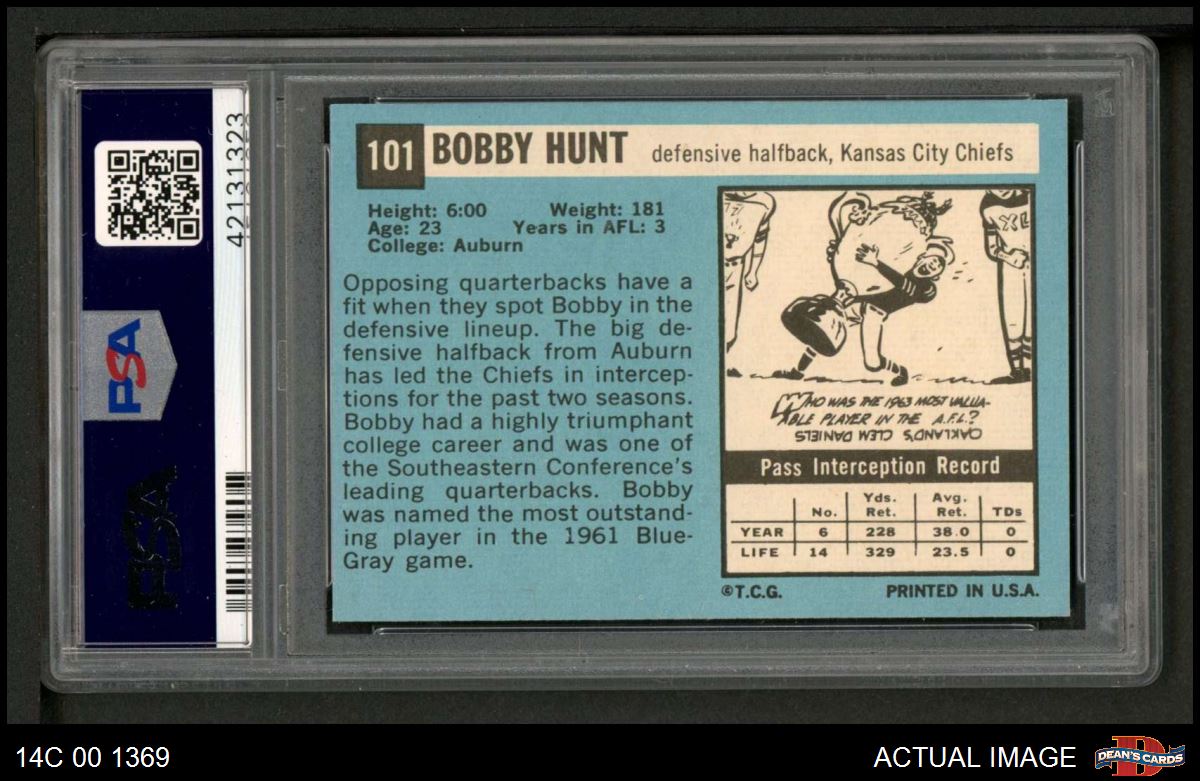 42131323
PSA
PSA
101 BOBBY HUNT defensive halfback, Kansas City Chiefs
Height: 6:00 Weight: 181
Age: 23 Years in AFL: 3
College: Auburn
Opposing quarterbacks have a
fit when they spot Bobby in the
defensive lineup. The big de-
fensive halfback from Auburn
has led the Chiefs in intercep-
tions for the past two seasons.
Bobby had a highly triumphant
college career and was one of
the Southeastern Conference's
leading quarterbacks. Bobby
was named the most outstand-
ing player in the 1961 Blue-
Gray game.
77
XL
WHO WAS THE 1963 MOST VALUA-
BLE PLAYER IN THE A.F.L.?
OAKLAND'S CLEM DANIELS
Pass Interception Record
No. Yds. Ret. Avg. Ret. TDs
YEAR 6 228 38.0 0
LIFE 14 329 23.5 0
©T.C.G. PRINTED IN U.S.A.
14C 00 1369
ACTUAL IMAGE
D
DEAN'S CARDS